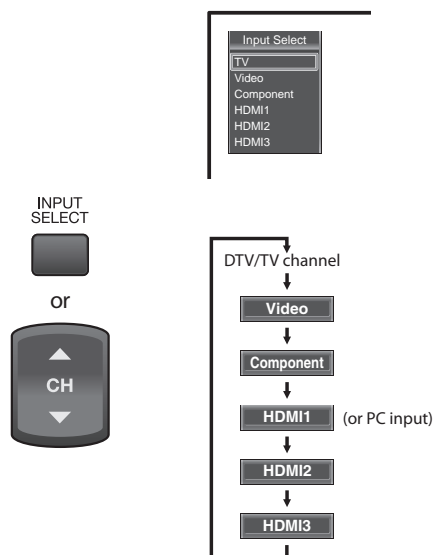 Input Select
TV
Video
Component
HDMI1
HDMI2
HDMI3
INPUT
SELECT
or
CH
DTV/TV channel
Video
Component
HDMI1 (or PC input)
HDMI2
HDMI3